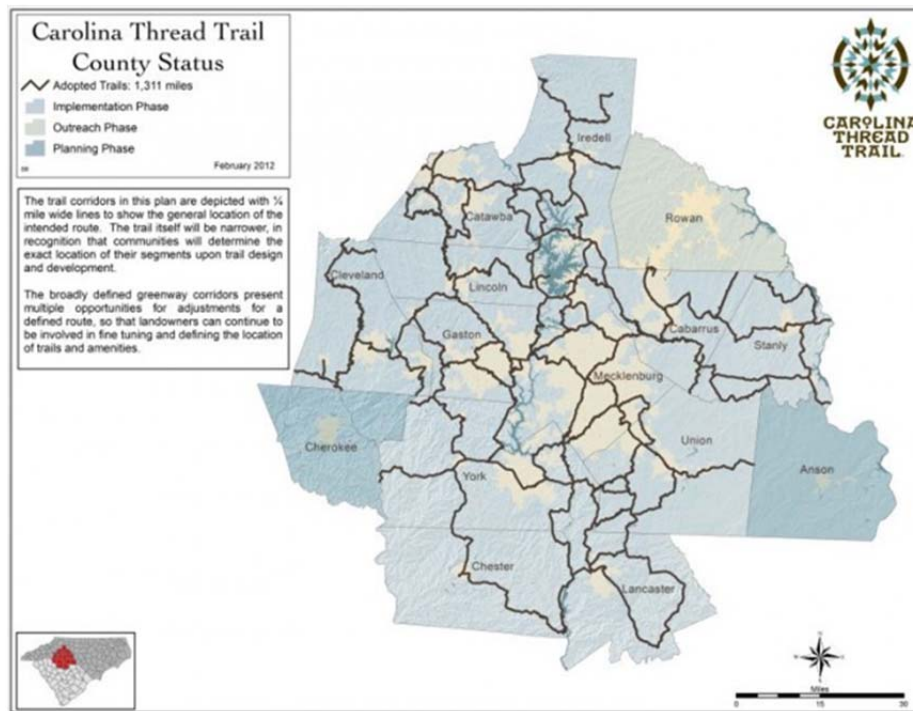 Carolina Thread Trail
County Status
Adopted Trails: 1,311 miles
Implementation Phase
Outreach Phase
Planning Phase
February 2012
The trail corridors in this plan are depicted with ¼
mile wide lines to show the general location of the
intended route. The trail itself will be narrower, in
recognition that communities will determine the
exact location of their segments upon trail design
and development.
The broadly defined greenway corridors present
multiple opportunities for adjustments for a
defined route, so that landowners can continue to
be involved in fine tuning and defining the location
of trails and amenities.
CAROLINA
THREAD
TRAIL
Iredell
Rowan
Catawba
Cleveland
Lincoln
Gaston
Cabarrus
Stanly
Mecklenburg
Cherokee
Union
Anson
York
Chester
Lancaster
Miles
0 15 30